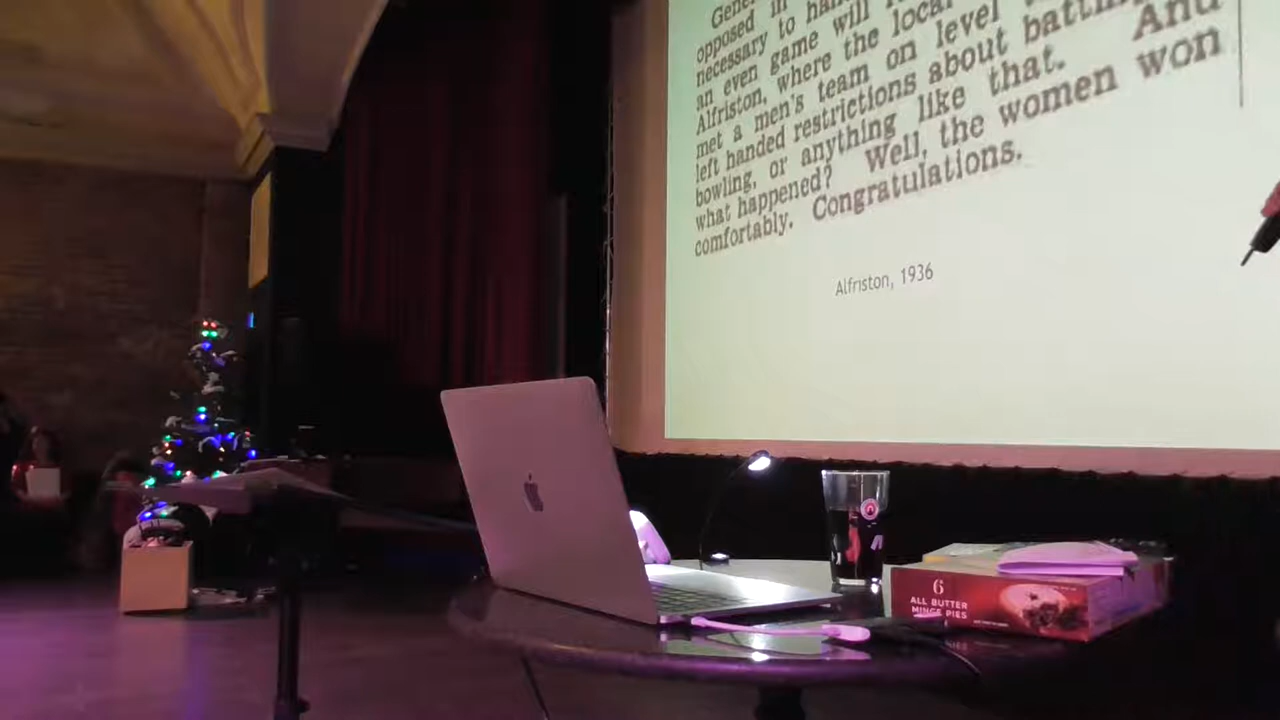 opposed in
necessary to
an even game will
Alfriston, where the local
met a men's team on level
left handed restrictions about
bowling, or anything like that. And
what happened? Well, the women won
comfortably. Congratulations.
Alfriston, 1936
6
ALL BUTTER
MINCE PIES